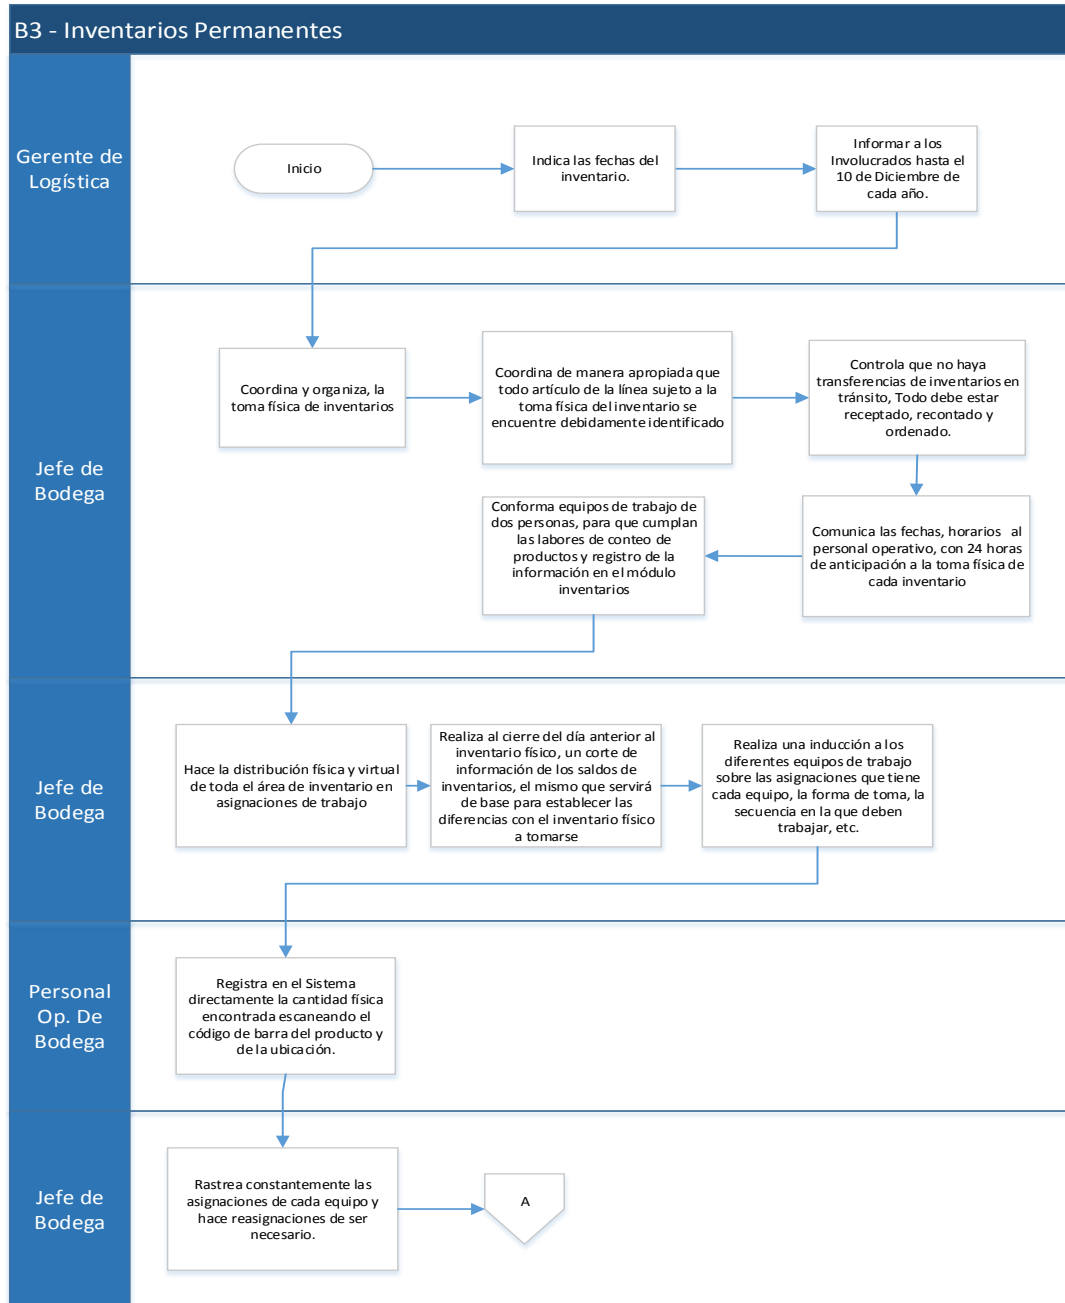 B3 - Inventarios Permanentes
Gerente de
Logística
Inicio
Indica las fechas del
inventario.
Informar a los
Involucrados hasta el
10 de Diciembre de
cada año.
Jefe de
Bodega
Coordina y organiza, la
toma física de inventarios
Coordina de manera apropiada que
todo artículo de la línea sujeto a la
toma física del inventario se
encuentre debidamente identificado
Controla que no haya
transferencias de inventarios en
tránsito, Todo debe estar
receptado, recontado y
ordenado.
Conforma equipos de trabajo de
dos personas, para que cumplan
las labores de conteo de
productos y registro de la
información en el módulo
inventarios
Comunica las fechas, horarios al
personal operativo, con 24 horas
de anticipación a la toma física de
cada inventario
Jefe de
Bodega
Hace la distribución física y virtual
de toda el área de inventario en
asignaciones de trabajo
Realiza al cierre del día anterior al
inventario físico, un corte de
información de los saldos de
inventarios, el mismo que servirá
de base para establecer las
diferencias con el inventario físico
a tomarse
Realiza una inducción a los
diferentes equipos de trabajo
sobre las asignaciones que tiene
cada equipo, la forma de toma, la
secuencia en la que deben
trabajar, etc.
Personal
Op. De
Bodega
Registra en el Sistema
directamente la cantidad física
encontrada escaneando el
código de barra del producto y
de la ubicación.
Jefe de
Bodega
Rastrea constantemente las
asignaciones de cada equipo y
hace reasignaciones de ser
necesario.
A